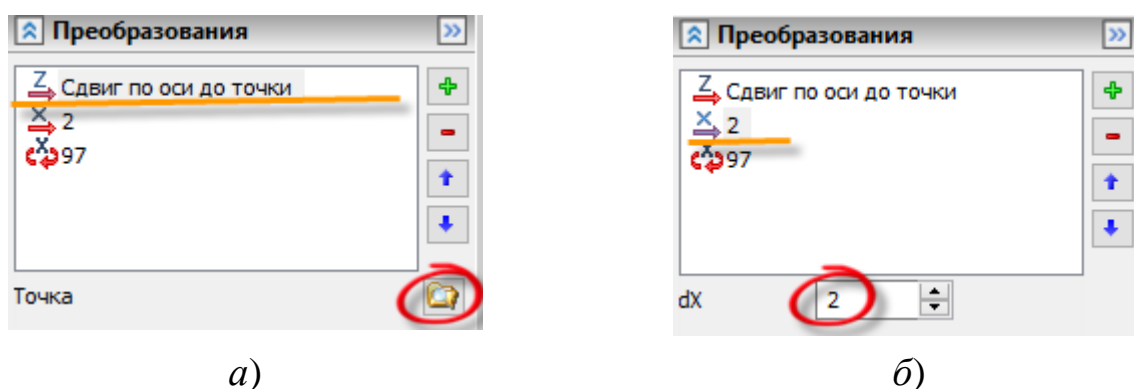 Преобразования
Z Сдвиг по оси до точки
X 2
X 97
Точка
а)
Преобразования
Z Сдвиг по оси до точки
X 2
X 97
dX 2
б)